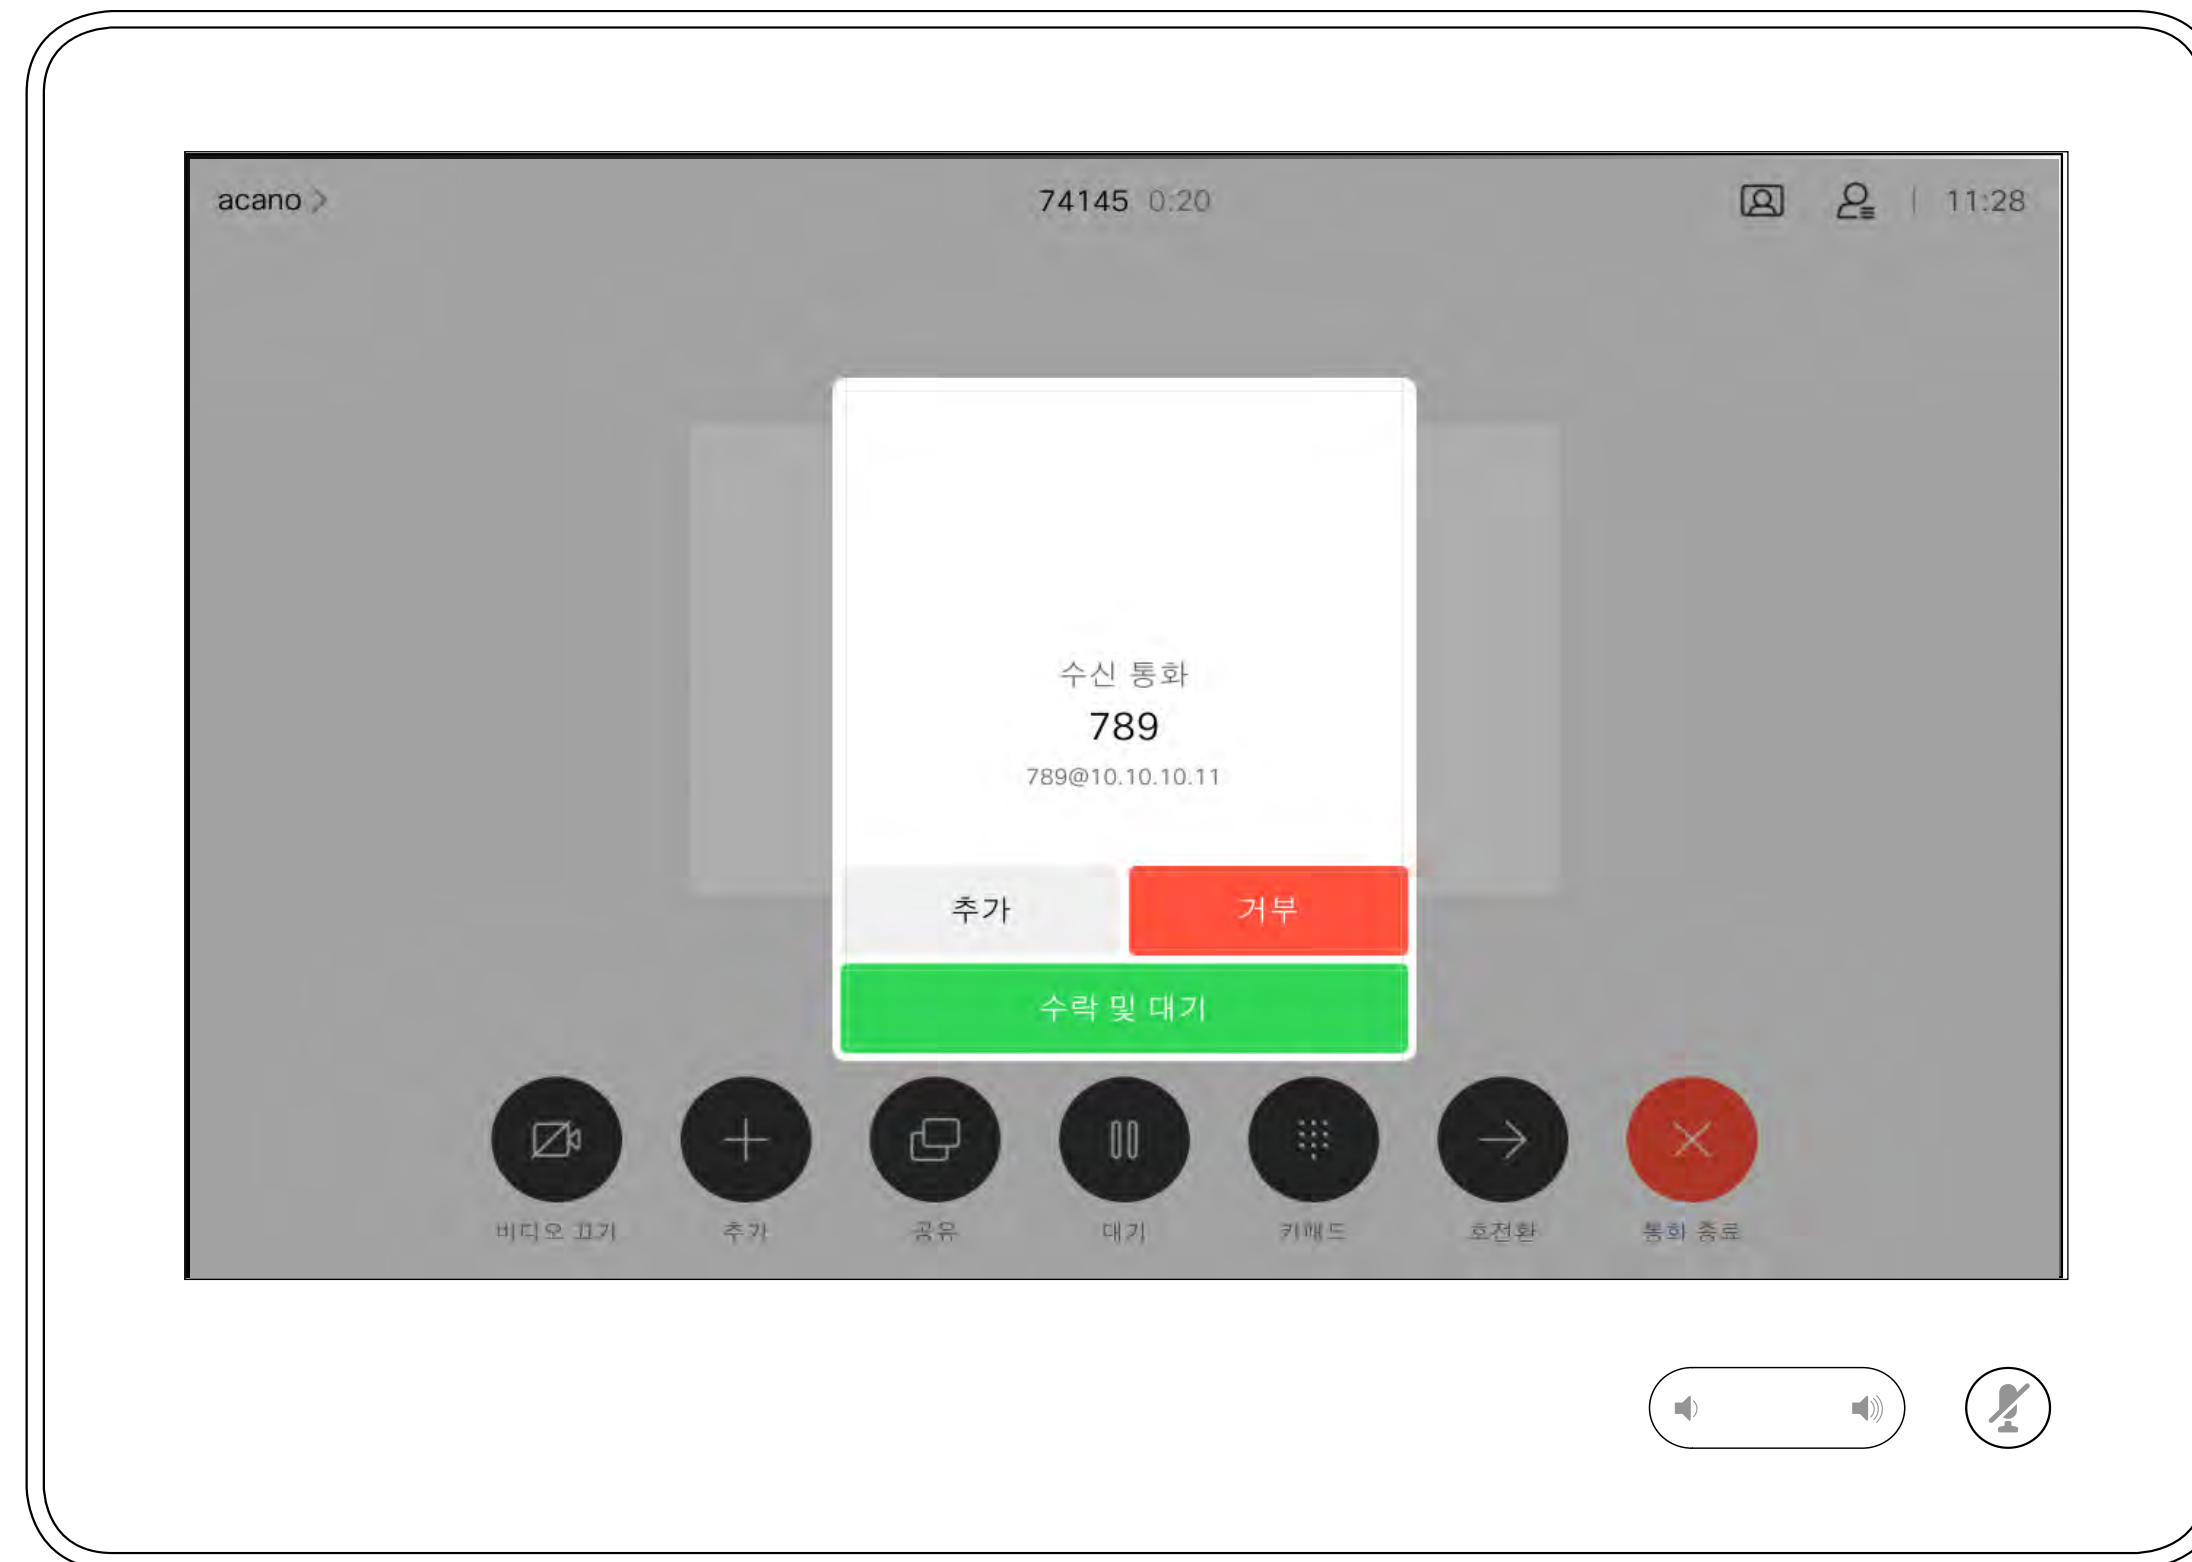 acano
74145 0:20
11:28
수신 통화
789
789@10.10.10.11
추가
거부
수락 및 대기
비디오 끄기
추가
공유
대기
키패드
호전환
통화 종료